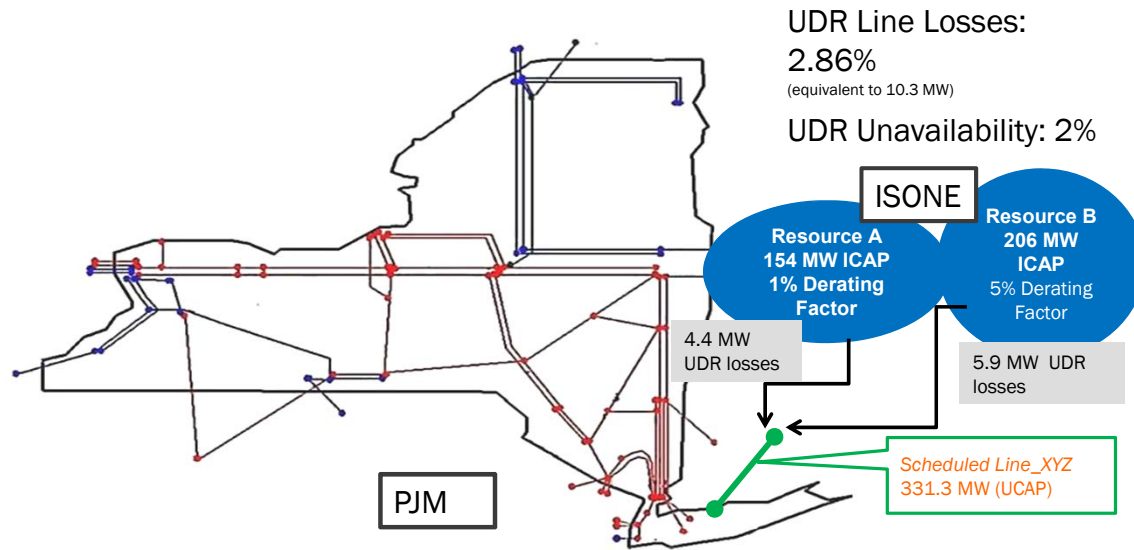 UDR Line Losses:
2.86%
(equivalent to 10.3 MW)
UDR Unavailability: 2%
ISONE
Resource A
154 MW ICAP
1% Derating
Factor
Resource B
206 MW
ICAP
5% Derating
Factor
4.4 MW
UDR losses
5.9 MW UDR
losses
Scheduled Line_XYZ
331.3 MW (UCAP)
PJM